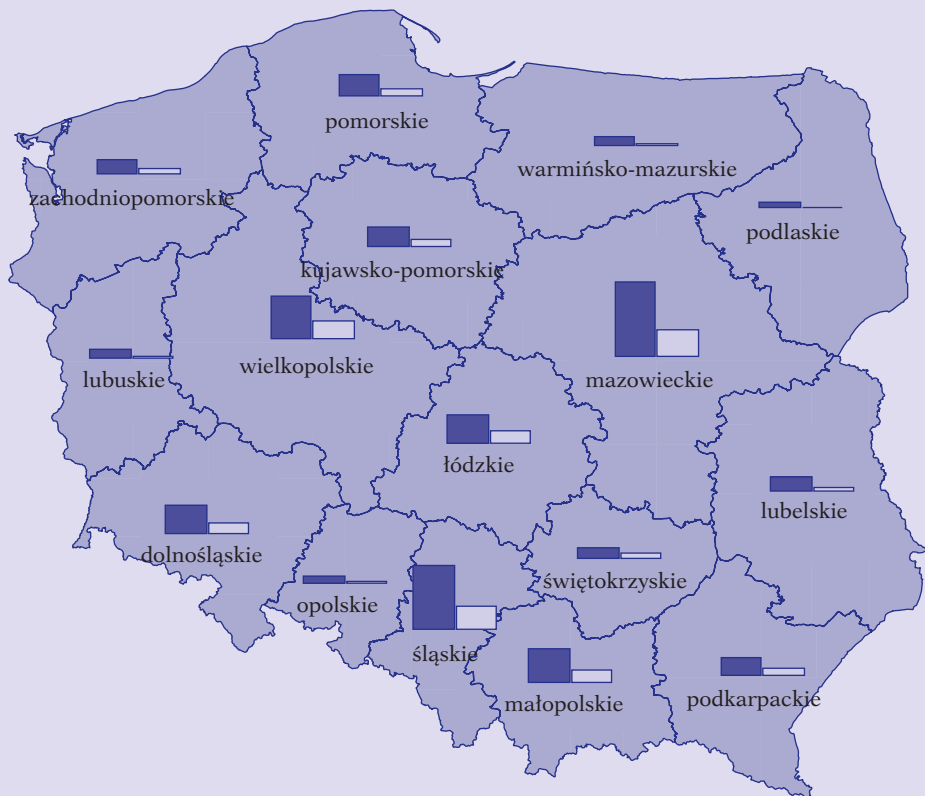 pomorskie
warmińsko-mazurskie
zachodniopomorskie
podlaskie
kujawsko-pomorskie
wielkopolskie
lubuskie
mazowieckie
łódzkie
lubelskie
dolnośląskie
świętokrzyskie
opolskie
śląskie
małopolskie
podkarpackie